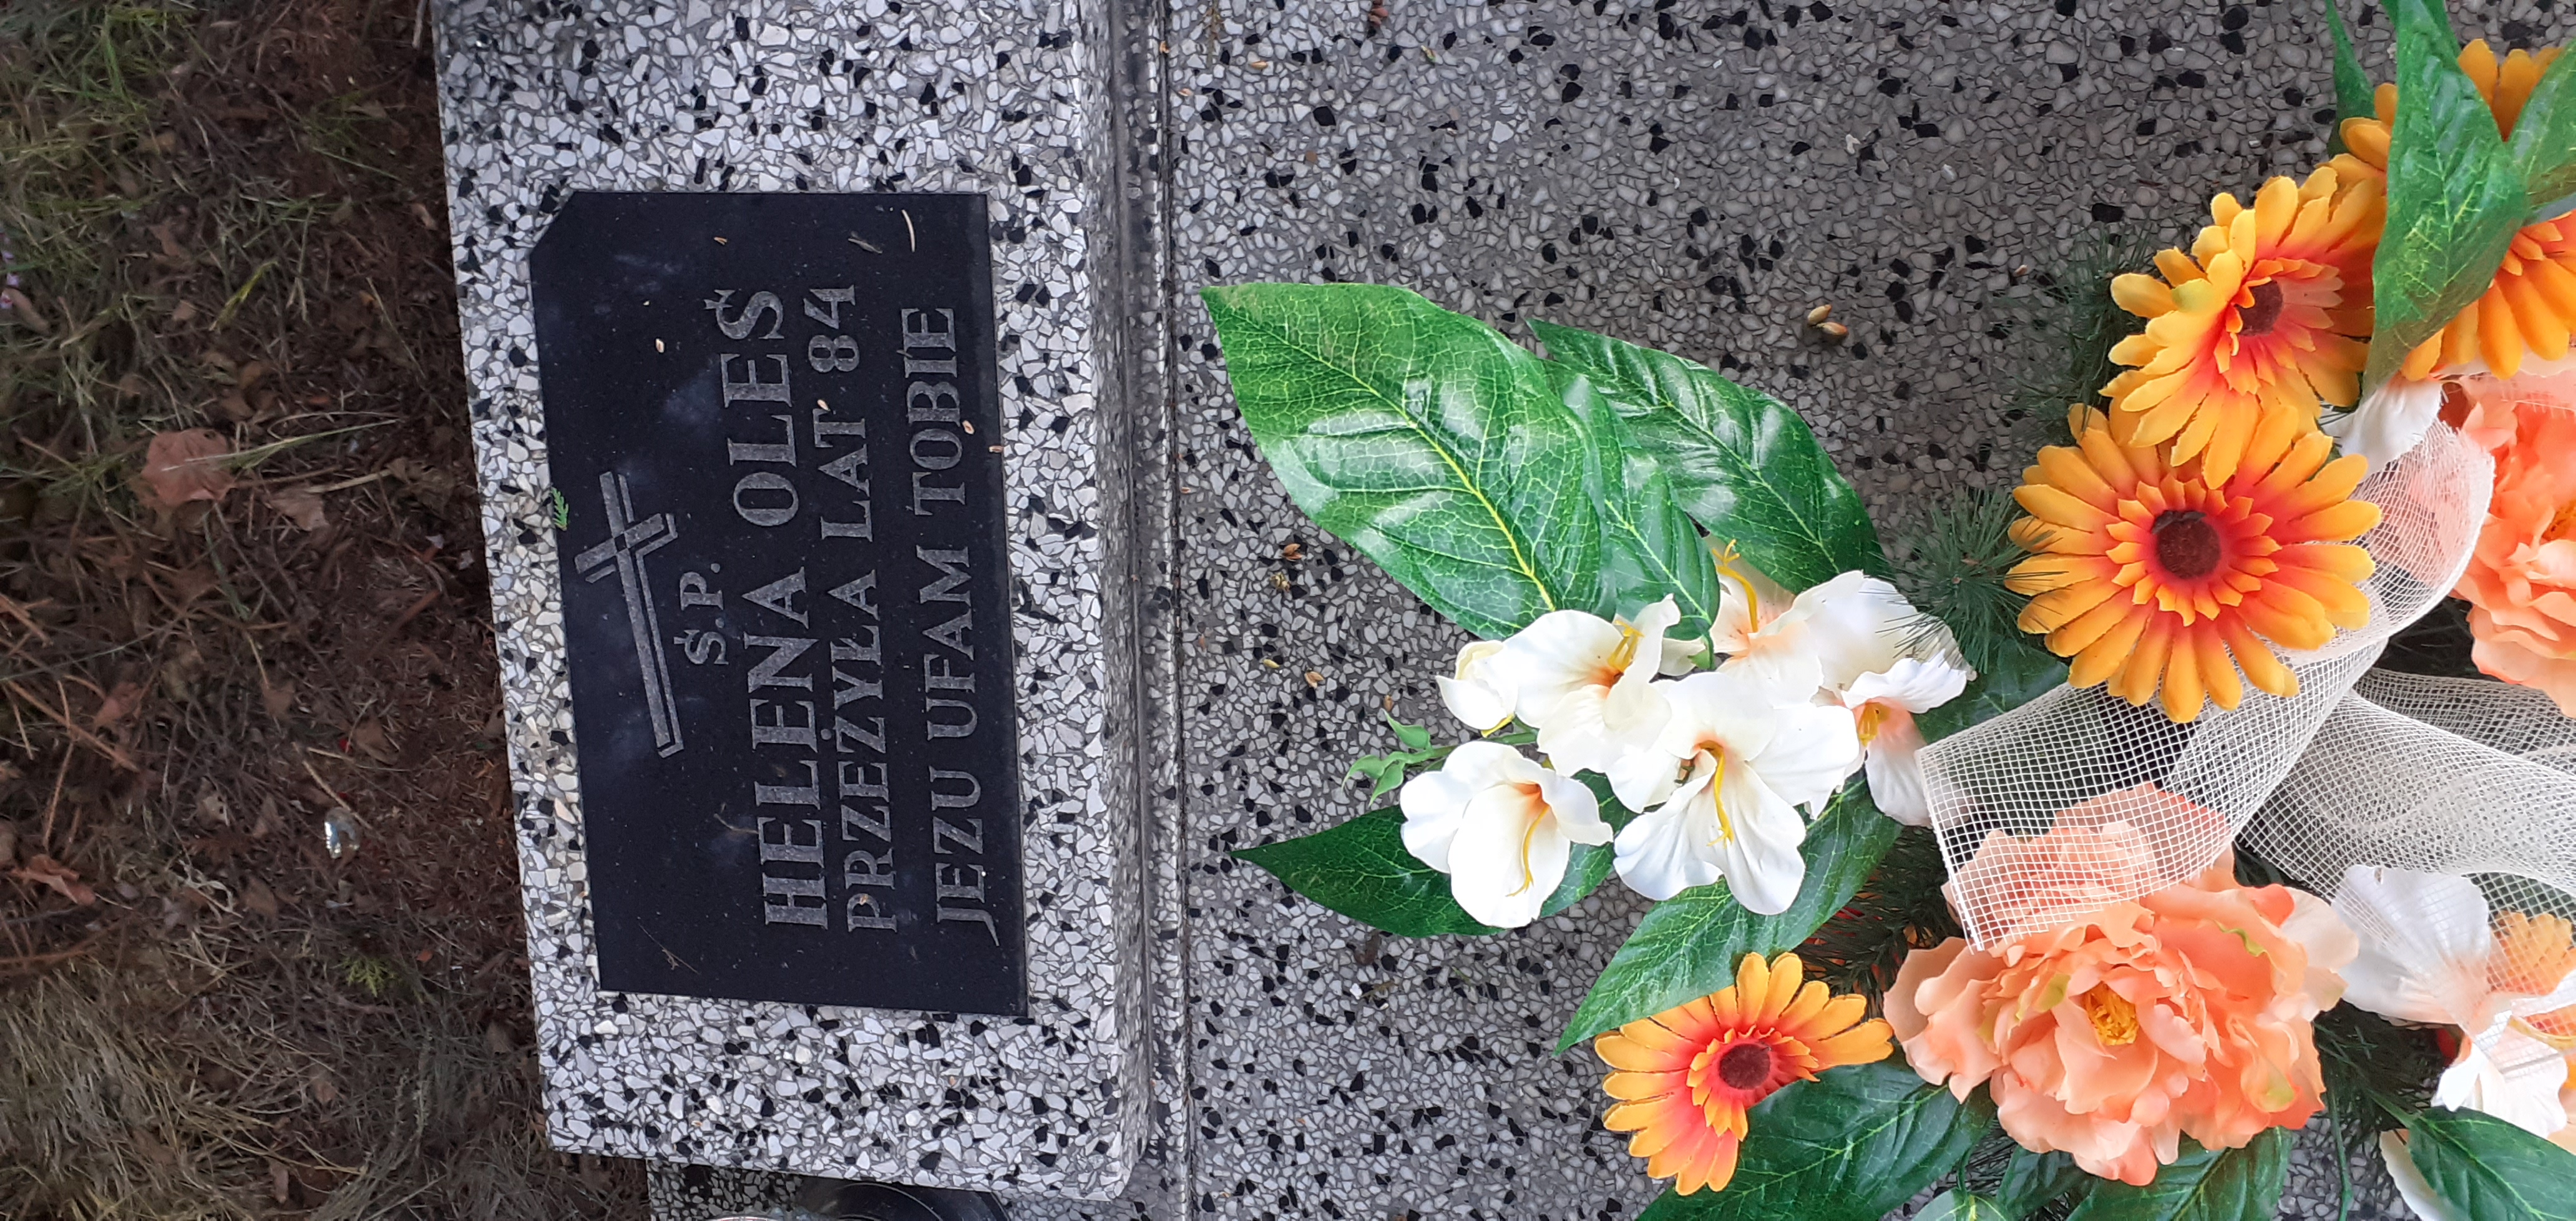 Ś.P.
HELENA OLEŚ
PRZEŻYŁA LAT 84
JEZU UFAM TOBIE